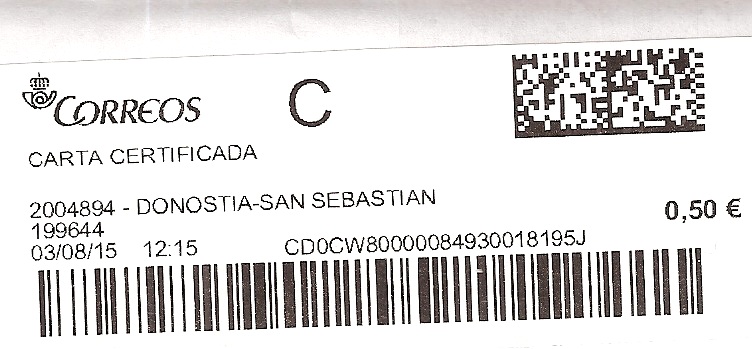 CORREOS
C
CARTA CERTIFICADA
2004894 - DONOSTIA-SAN SEBASTIAN
0,50 €
199644
03/08/15 12:15 CD0CW80000084930018195J